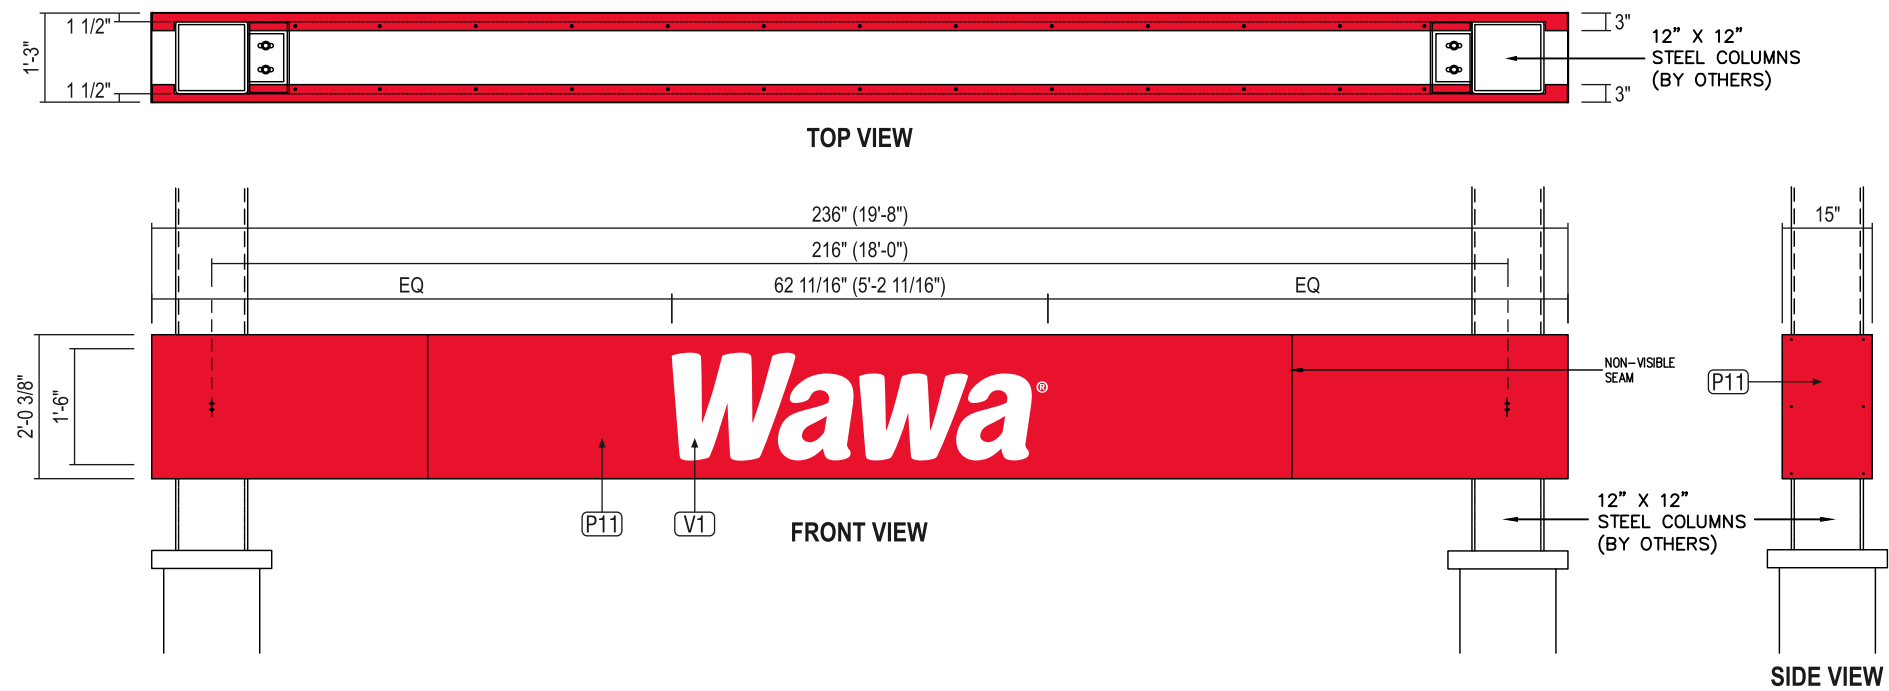 1 1/2"
1'-3"
1 1/2"
3"
3"
12” X 12”
STEEL COLUMNS
(BY OTHERS)
TOP VIEW
236" (19'-8")
216" (18'-0")
EQ
62 11/16" (5'-2 11/16")
EQ
15"
2'-0 3/8"
1'-6"
Wawa®
NON-VISIBLE
SEAM
P11
P11
V1
FRONT VIEW
12” X 12”
STEEL COLUMNS
(BY OTHERS)
SIDE VIEW